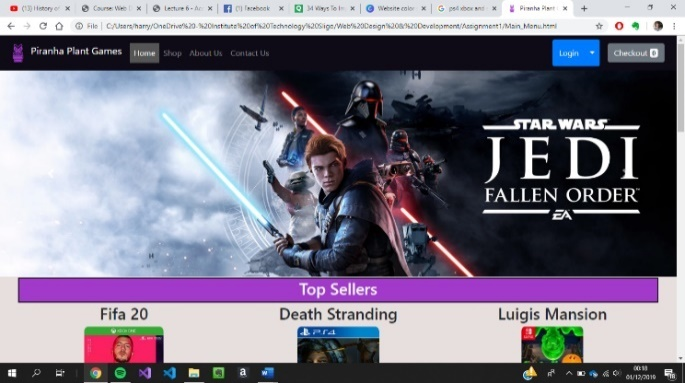 (13) History of
Course: Web
Lecture 6 -
(1) Facebook
34 Ways To
Website color
ps4 xbox and
Piranha Plant
File | C:/Users/harry/OneDrive%20-%20Institute%20of%20Technology%20Sligo/Web%20Design%20&%20Development/Assignment1/Main_Menu.html
Piranha Plant Games Home Shop About Us Contact Us Login Checkout 0
STAR WARS
JEDI
FALLEN ORDER
EA
Top Sellers
Fifa 20 Death Stranding Luigis Mansion
XBOX ONE PS4
00:18
01/12/2019